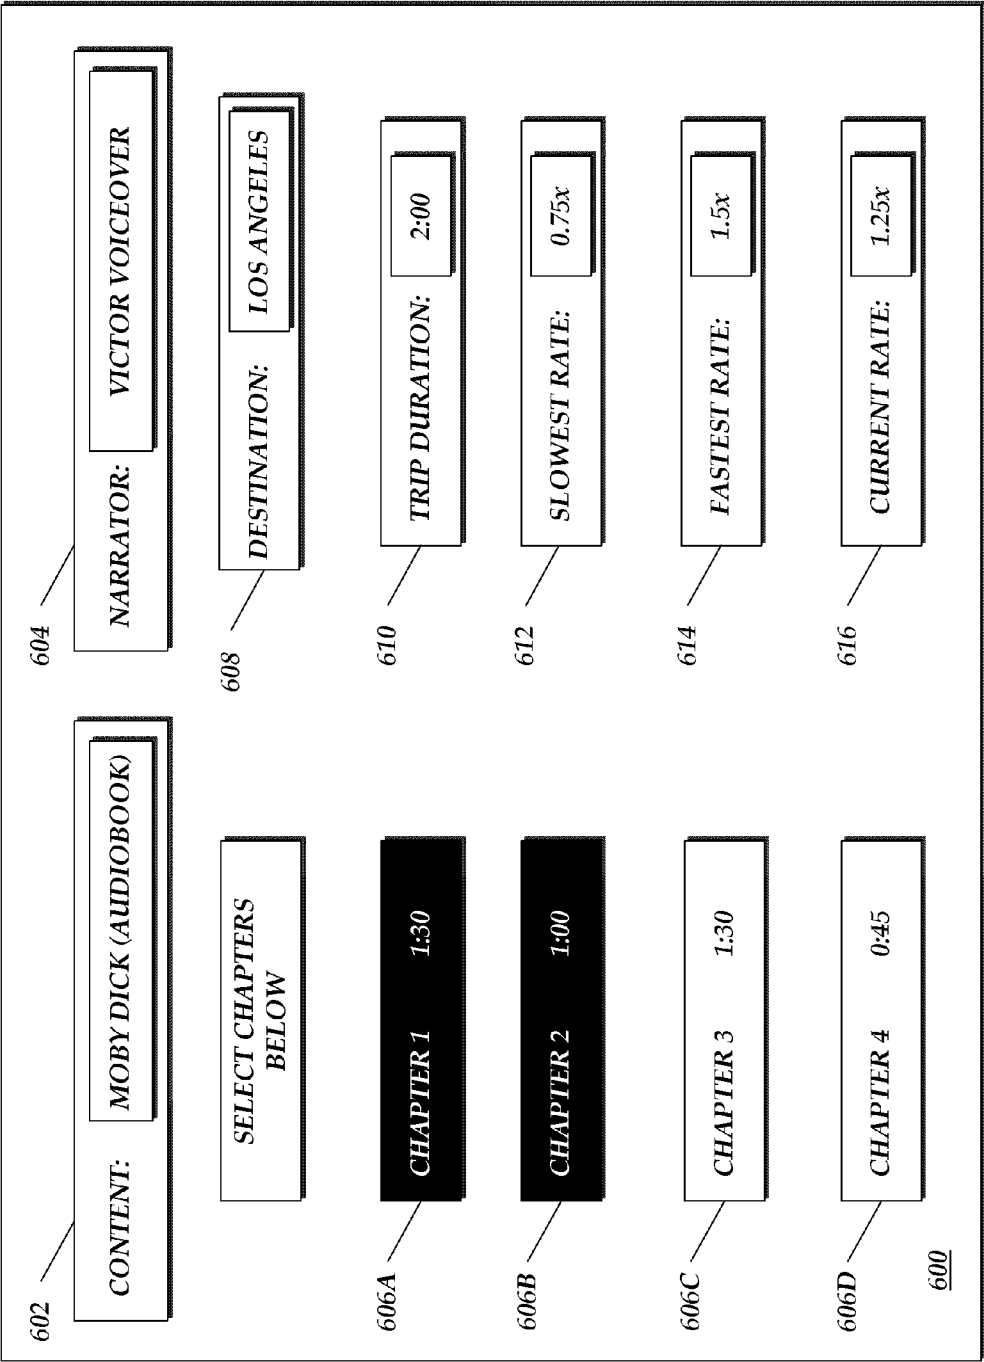 602
CONTENT: MOBY DICK (AUDIOBOOK)
604
NARRATOR: VICTOR VOICEOVER
SELECT CHAPTERS
BELOW
608
DESTINATION: LOS ANGELES
606A
CHAPTER 1 1:30
610
TRIP DURATION: 2:00
606B
CHAPTER 2 1:00
612
SLOWEST RATE: 0.75x
606C
CHAPTER 3 1:30
614
FASTEST RATE: 1.5x
606D
CHAPTER 4 0:45
616
CURRENT RATE: 1.25x
600